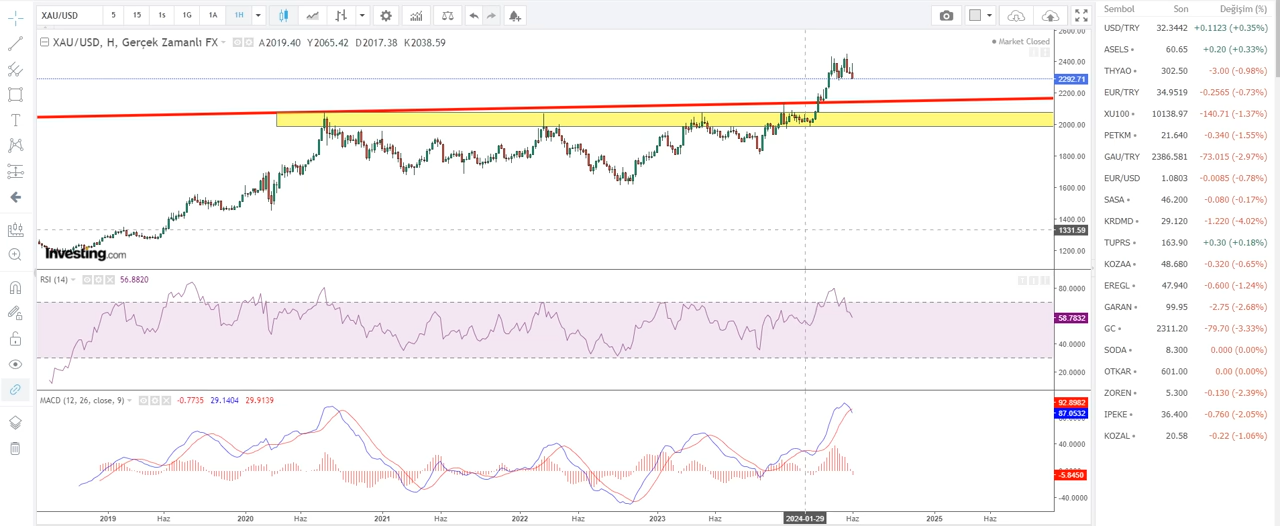 XAU/USD 5 15 1s 1G 1A 1H
XAU/USD, H, Gerçek Zamanlı FX A2019.40 Y2065.42 D2017.38 K2038.59
Market Closed
2600.00
2400.00
2292.71
2200.00
2000.00
1800.00
1600.00
1400.00
1331.59
1200.00
Investing.com
RSI (14) 56.8820
80.0000
58.7832
40.0000
20.0000
MACD (12, 26, close, 9) -0.7735 29.1404 29.9139
92.8982
87.0532
40.0000
-5.8450
-40.0000
2019 Haz 2020 Haz 2021 Haz 2022 Haz 2023 Haz 2024-01-29 Haz 2025 Haz
Sembol Son Değişim (%)
USD/TRY 32.3442 +0.1123 (+0.35%)
ASELS 60.65 +0.20 (+0.33%)
THYAO 302.50 -3.00 (-0.98%)
EUR/TRY 34.9519 -0.2565 (-0.73%)
XU100 10138.97 -140.71 (-1.37%)
PETKM 21.640 -0.340 (-1.55%)
GAU/TRY 2386.581 -73.015 (-2.97%)
EUR/USD 1.0803 -0.0085 (-0.78%)
SASA 46.200 -0.080 (-0.17%)
KRDMD 29.120 -1.220 (-4.02%)
TUPRS 163.90 +0.30 (+0.18%)
KOZAA 48.680 -0.320 (-0.65%)
EREGL 47.940 -0.600 (-1.24%)
GARAN 99.95 -2.75 (-2.68%)
GC 2311.20 -79.70 (-3.33%)
SODA 8.300 0.000 (0.00%)
OTKAR 601.00 0.00 (0.00%)
ZOREN 5.300 -0.130 (-2.39%)
IPEKE 36.400 -0.760 (-2.05%)
KOZAL 20.58 -0.22 (-1.06%)